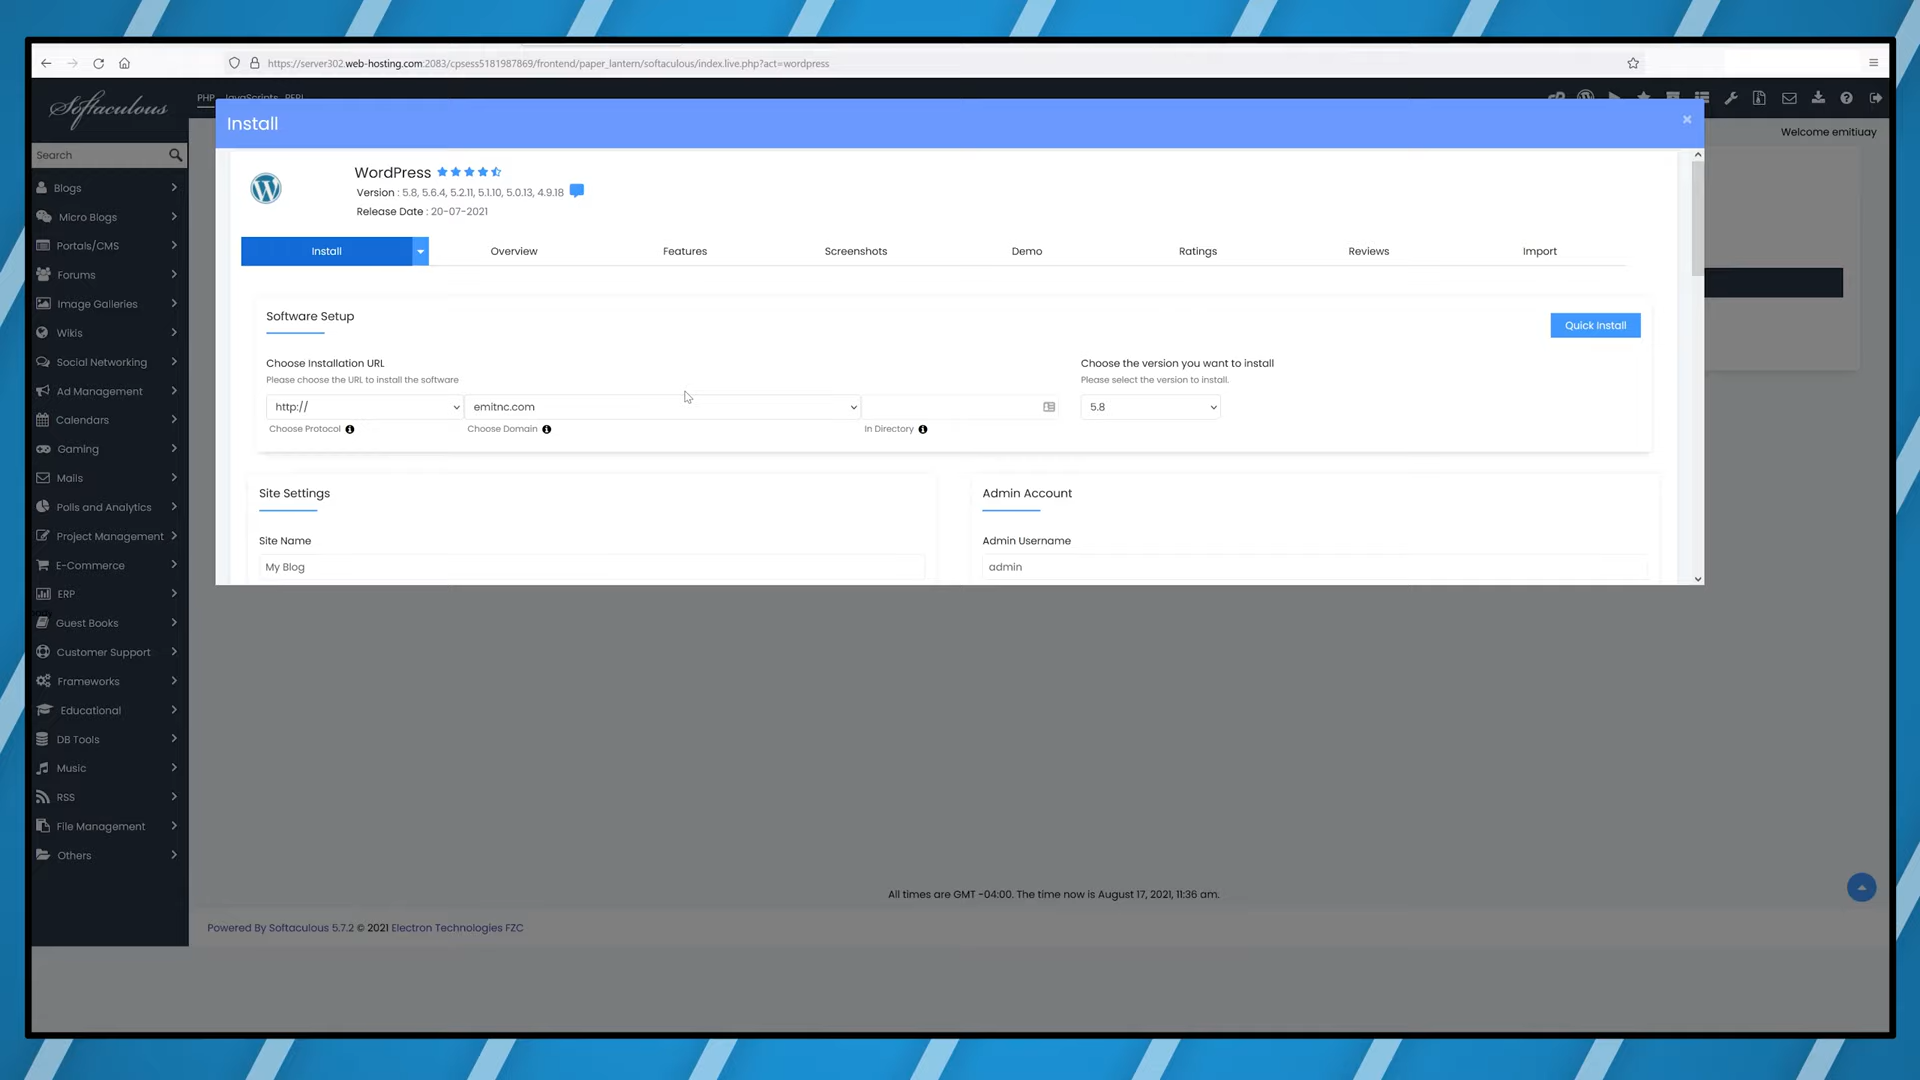 https://server302.web-hosting.com:2083/cpsess5181987869/frontend/paper_lantern/softaculous/index.live.php?act=wordpress
Softaculous
PHP JavaScripts PERL
Welcome emitiuay
Search
Blogs
Micro Blogs
Portals/CMS
Forums
Image Galleries
Wikis
Social Networking
Ad Management
Calendars
Gaming
Mails
Polls and Analytics
Project Management
E-Commerce
ERP
Guest Books
Customer Support
Frameworks
Educational
DB Tools
Music
RSS
File Management
Others
Install
×
WordPress
Version : 5.8, 5.6.4, 5.2.11, 5.1.10, 5.0.13, 4.9.18
Release Date : 20-07-2021
Install Overview Features Screenshots Demo Ratings Reviews Import
Software Setup
Quick Install
Choose Installation URL
Please choose the URL to install the software
http://
emitnc.com
Choose Protocol
Choose Domain
In Directory
Choose the version you want to install
Please select the version to install.
5.8
Site Settings
Site Name
My Blog
Admin Account
Admin Username
admin
All times are GMT -04:00. The time now is August 17, 2021, 11:36 am.
Powered By Softaculous 5.7.2 © 2021 Electron Technologies FZC